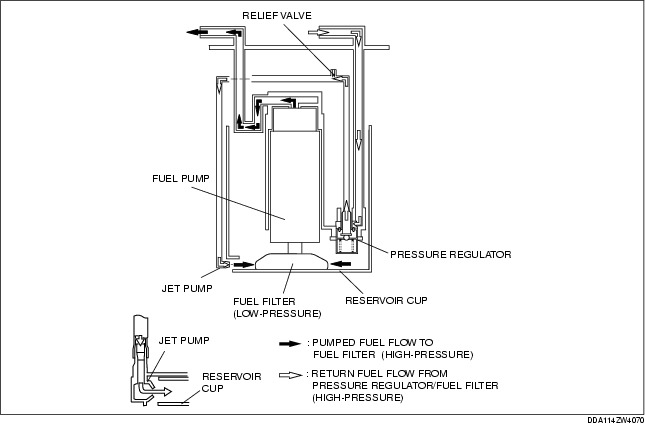 RELIEF VALVE
FUEL PUMP
PRESSURE REGULATOR
JET PUMP
FUEL FILTER
(LOW-PRESSURE)
RESERVOIR CUP
JET PUMP
RESERVOIR
CUP
: PUMPED FUEL FLOW TO
FUEL FILTER (HIGH-PRESSURE)
: RETURN FUEL FLOW FROM
PRESSURE REGULATOR/FUEL FILTER
(HIGH-PRESSURE)
DDA114ZW4070